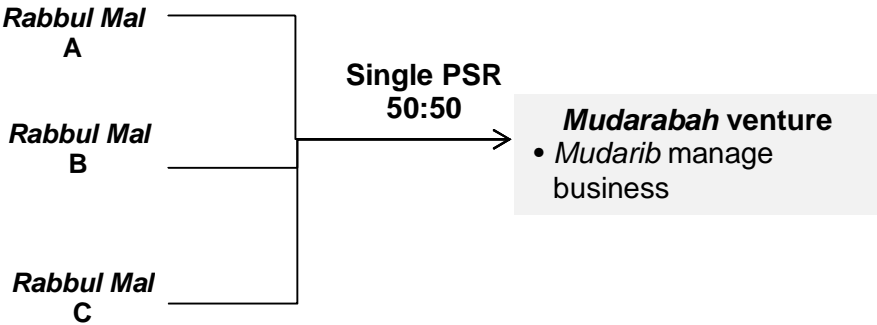 Rabbul Mal
A
Single PSR
50:50
Rabbul Mal
B
Mudarabah venture
• Mudarib manage
business
Rabbul Mal
C